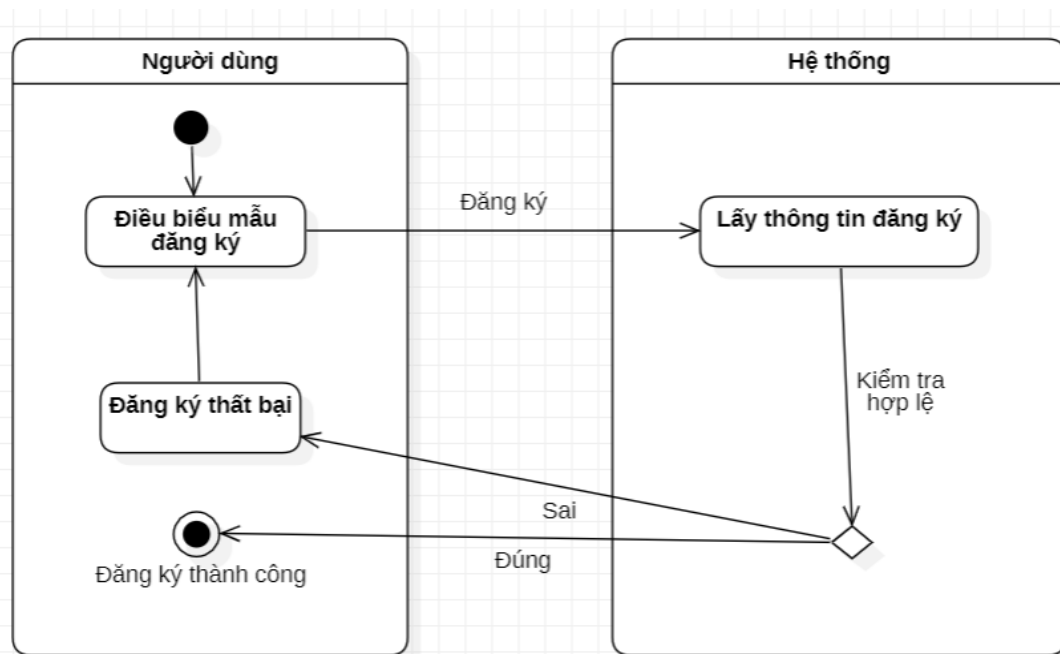 Người dùng
Hệ thống
Điều biểu mẫu
đăng ký
Đăng ký
Lấy thông tin đăng ký
Kiểm tra
hợp lệ
Đăng ký thất bại
Sai
Đúng
Đăng ký thành công